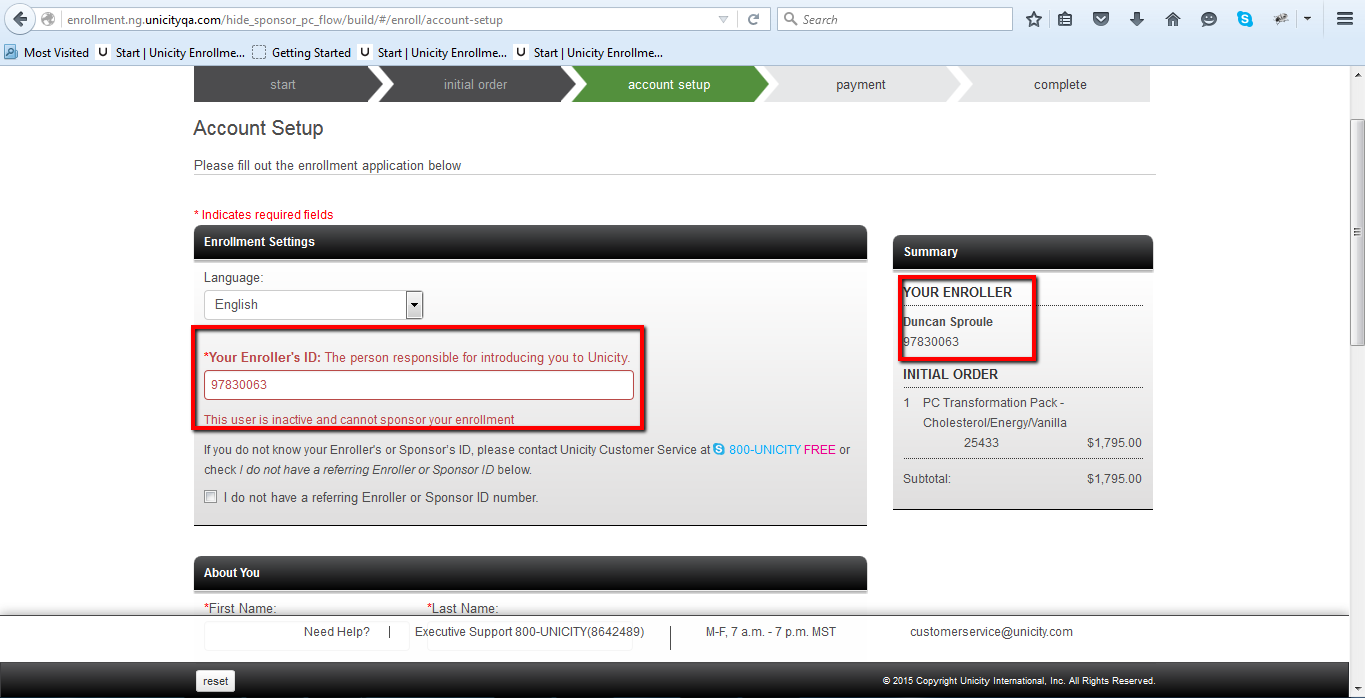 enrollment.ng.unicityqa.com/hide_sponsor_pc_flow/build/#/enroll/account-setup
Search
Most Visited
Start | Unicity Enrollme...
Getting Started
Start | Unicity Enrollme...
Start | Unicity Enrollme...
start
initial order
account setup
payment
complete
Account Setup
Please fill out the enrollment application below
* Indicates required fields
Enrollment Settings
Language:
English
*Your Enroller's ID: The person responsible for introducing you to Unicity.
97830063
This user is inactive and cannot sponsor your enrollment
If you do not know your Enroller's or Sponsor's ID, please contact Unicity Customer Service at 800-UNICITY FREE or
check I do not have a referring Enroller or Sponsor ID below.
I do not have a referring Enroller or Sponsor ID number.
Summary
YOUR ENROLLER
Duncan Sproule
97830063
INITIAL ORDER
1 PC Transformation Pack -
Cholesterol/Energy/Vanilla
25433 $1,795.00
Subtotal: $1,795.00
About You
*First Name: *Last Name:
Need Help? | Executive Support 800-UNICITY(8642489) | M-F, 7 a.m. - 7 p.m. MST customerservice@unicity.com
reset
© 2015 Copyright Unicity International, Inc. All Rights Reserved.